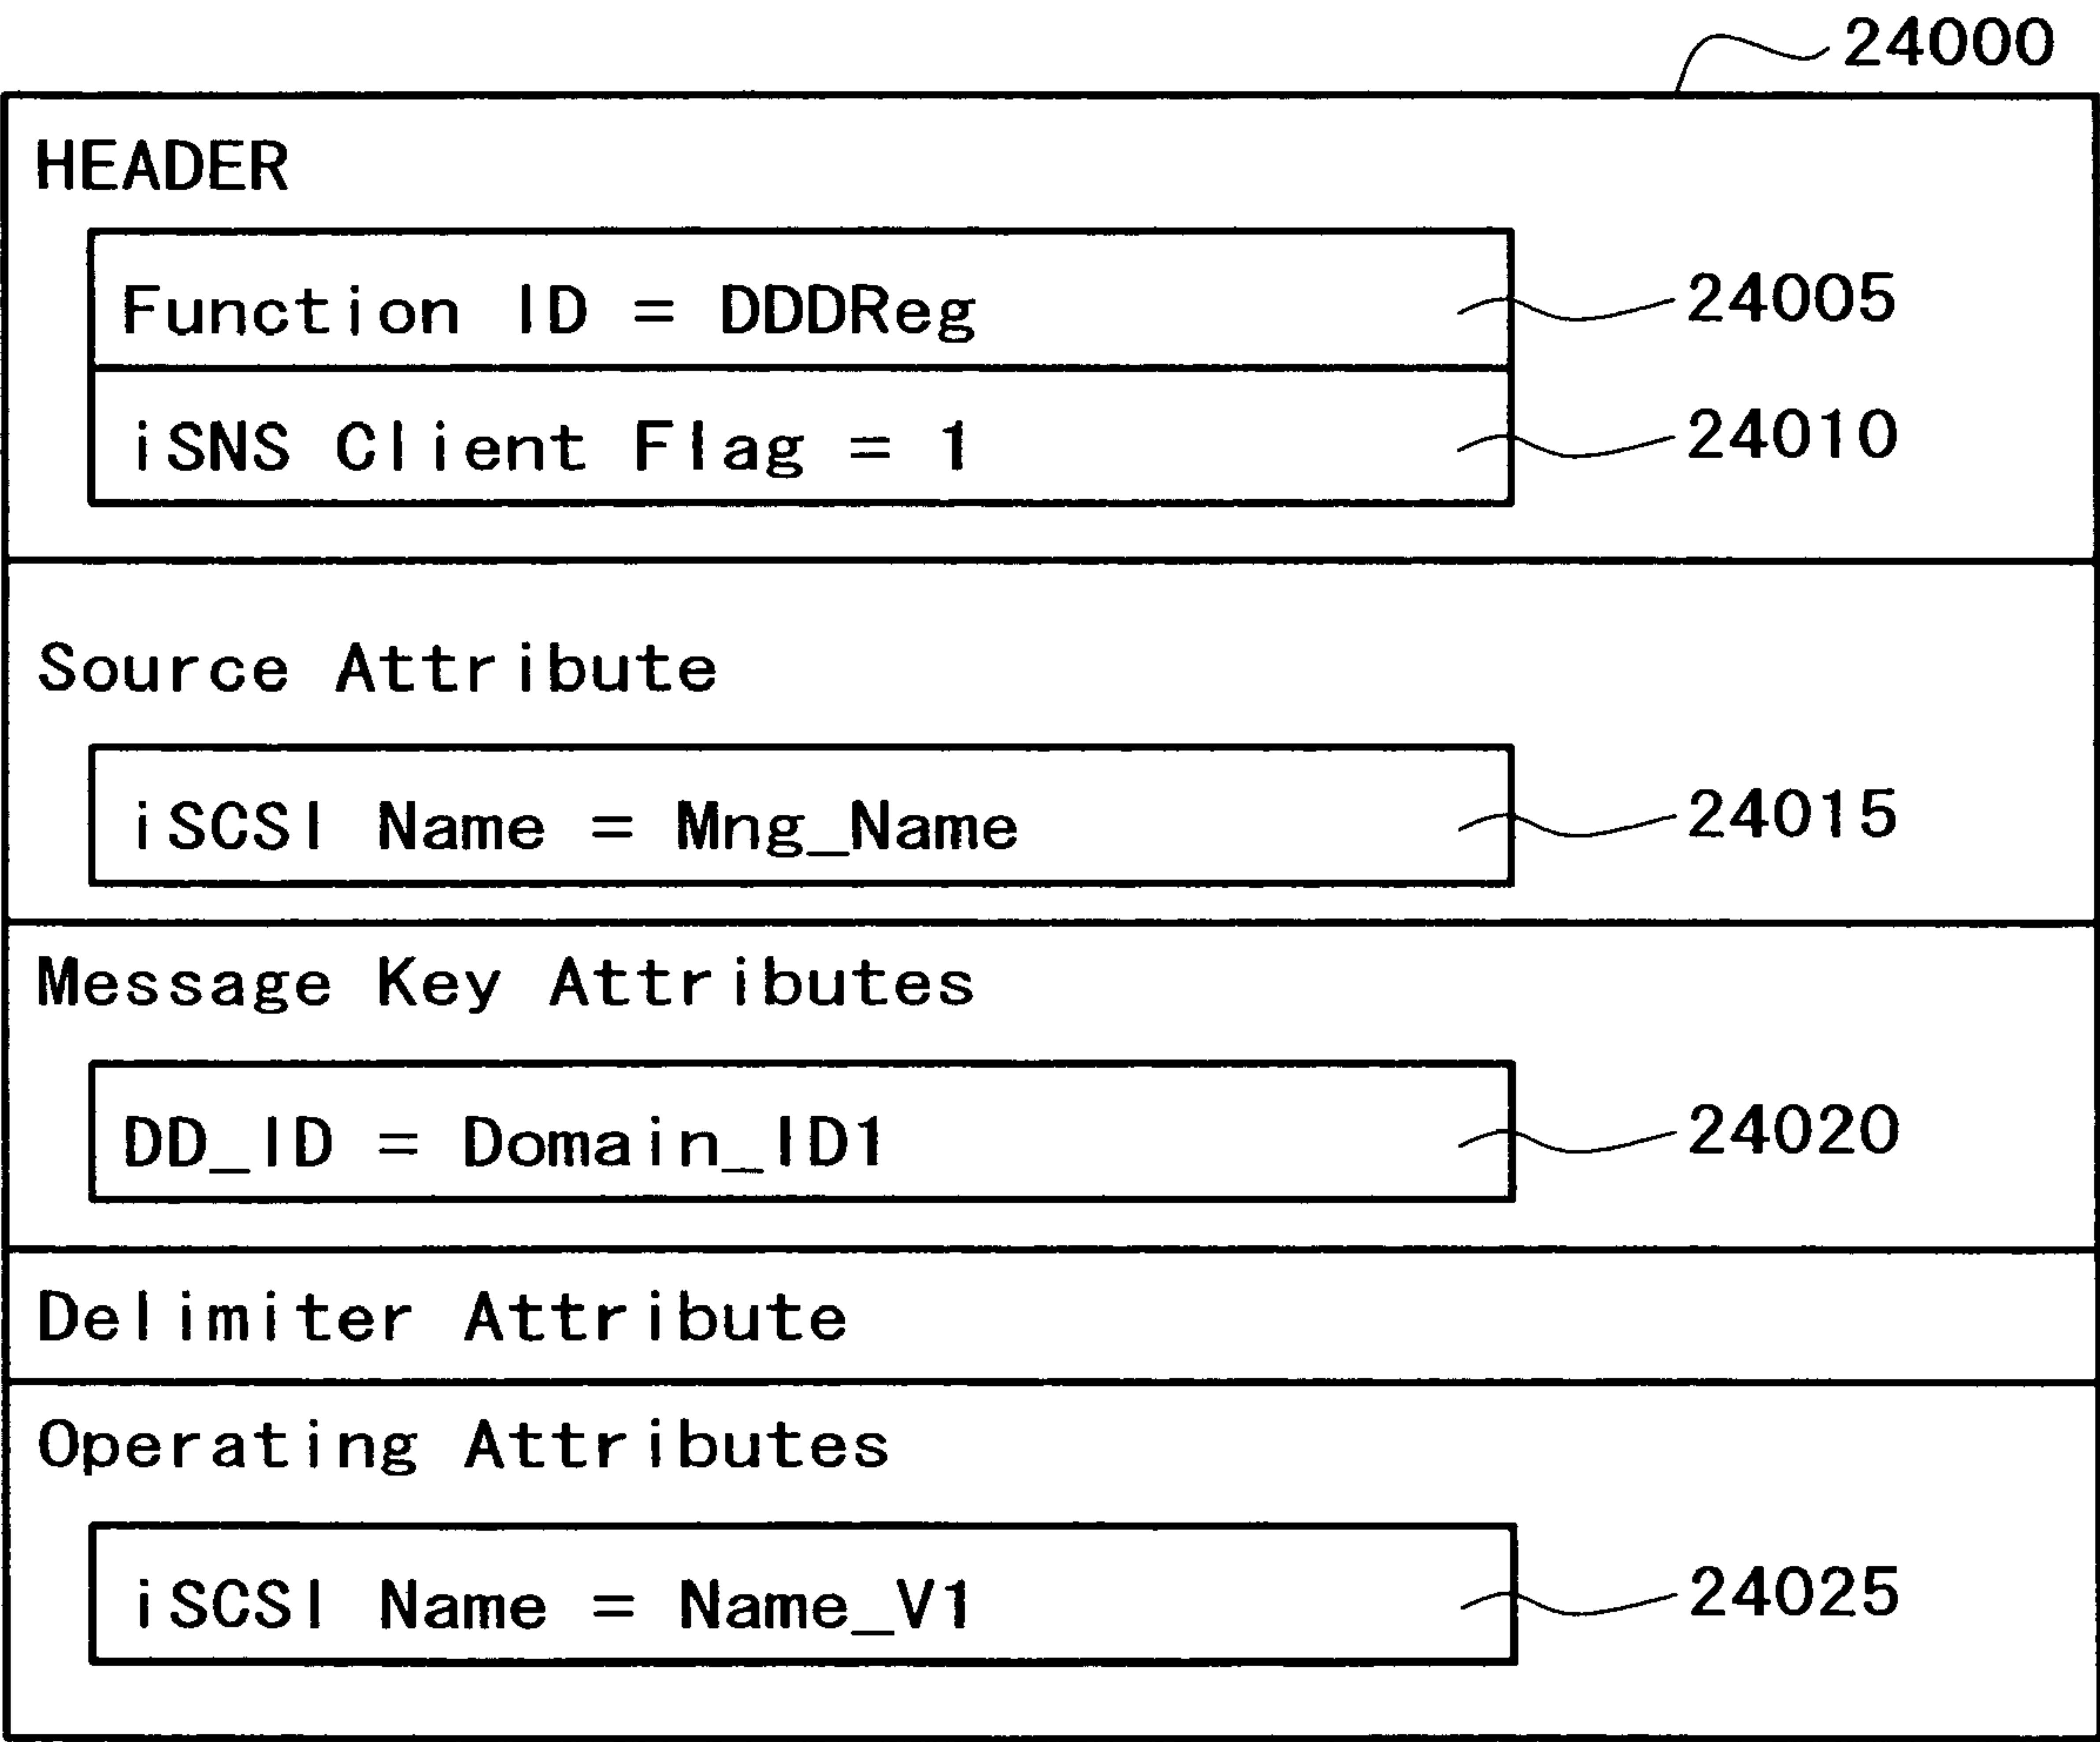 24000
HEADER
Function ID = DDDReg 24005
iSNS Client Flag = 1 24010
Source Attribute
iSCSI Name = Mng_Name 24015
Message Key Attributes
DD_ID = Domain_ID1 24020
Delimiter Attribute
Operating Attributes
iSCSI Name = Name_V1 24025